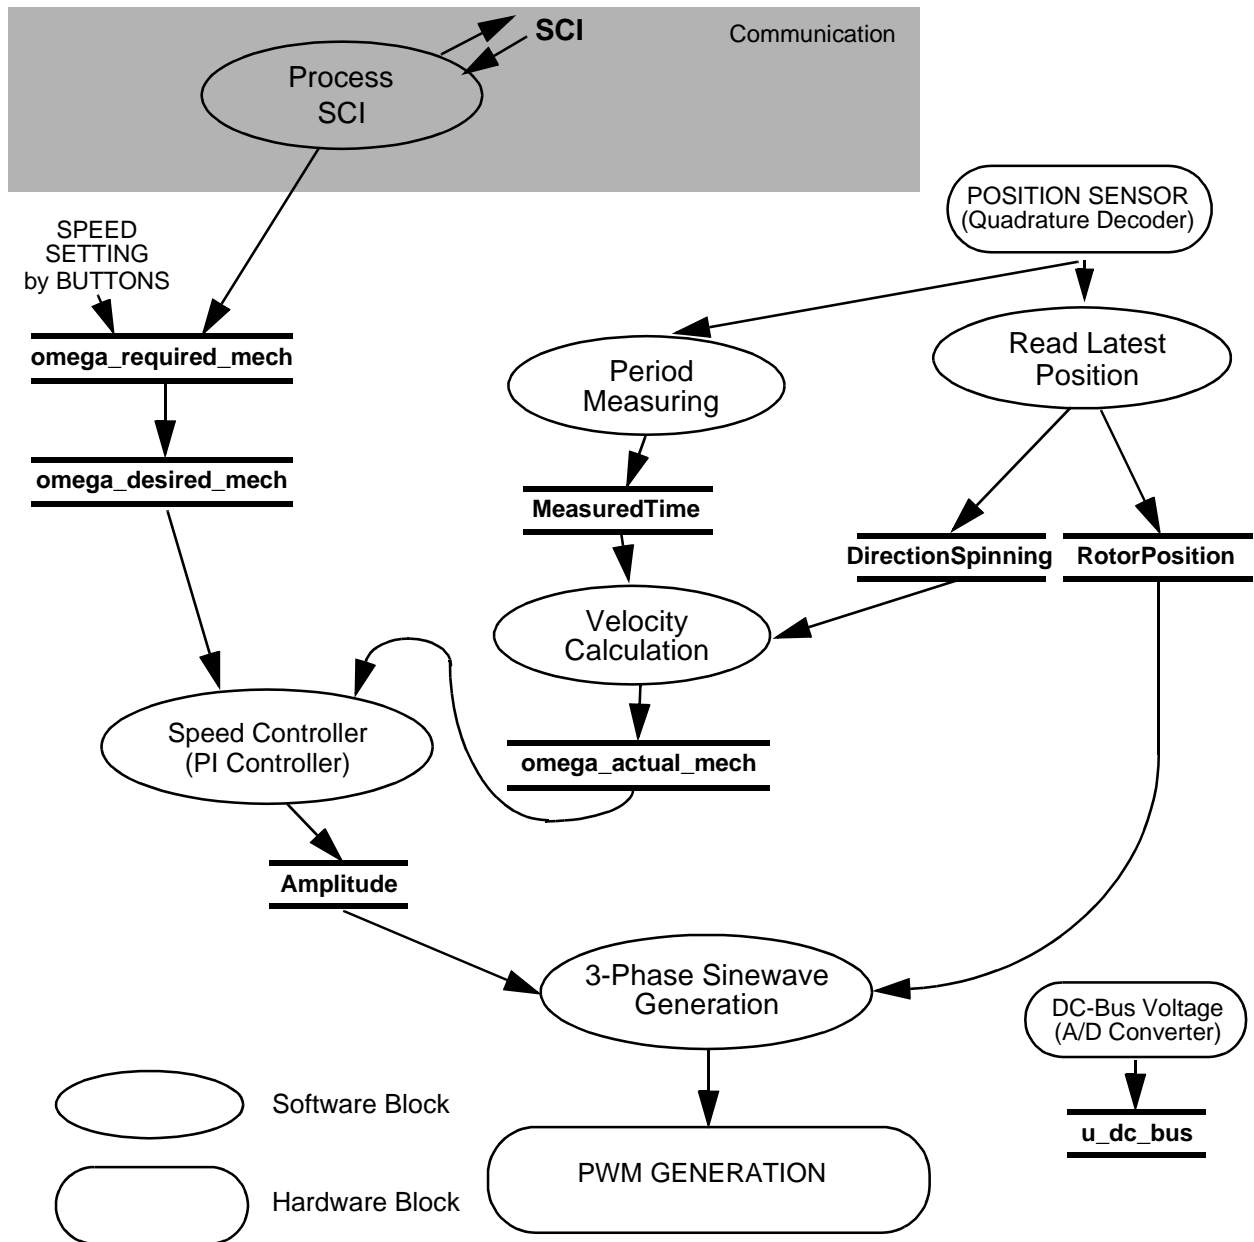 SCI
Communication
Process
SCI
POSITION SENSOR
(Quadrature Decoder)
SPEED
SETTING
by BUTTONS
omega_required_mech
Period
Measuring
Read Latest
Position
omega_desired_mech
MeasuredTime
DirectionSpinning
RotorPosition
Velocity
Calculation
Speed Controller
(PI Controller)
omega_actual_mech
Amplitude
3-Phase Sinewave
Generation
DC-Bus Voltage
(A/D Converter)
u_dc_bus
Software Block
PWM GENERATION
Hardware Block